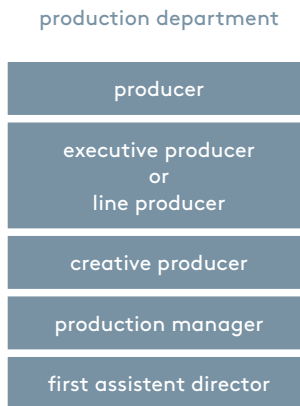 production department
producer
executive producer
or
line producer
creative producer
production manager
first assistent director